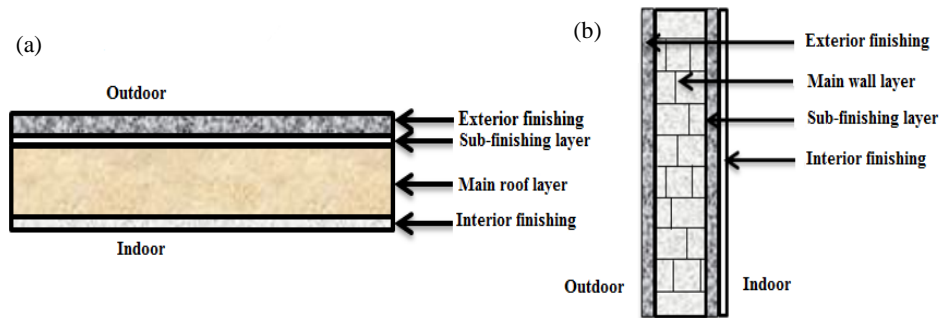 (a)
Outdoor
Exterior finishing
Sub-finishing layer
Main roof layer
Interior finishing
Indoor
(b)
Exterior finishing
Main wall layer
Sub-finishing layer
Interior finishing
Outdoor
Indoor